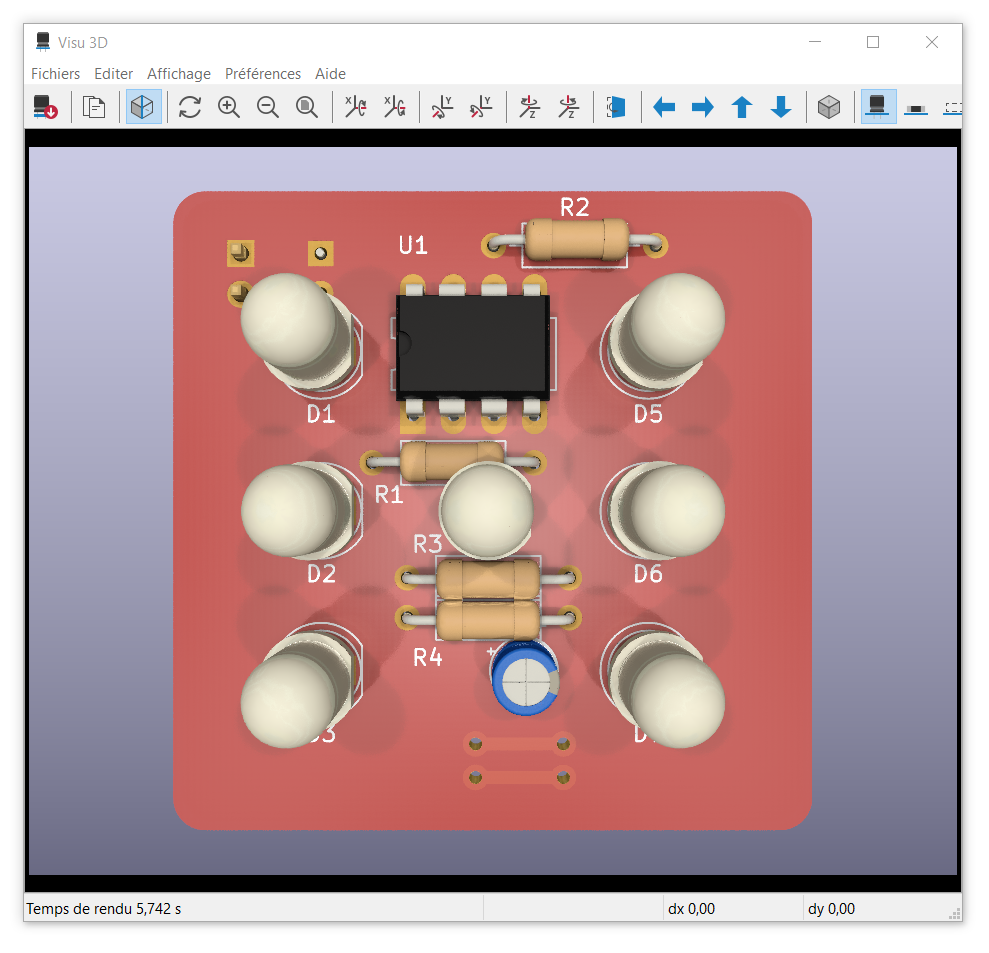 Visu 3D
Fichiers Editer Affichage Préférences Aide
R2
U1
D1
D5
R1
R3
D2
D6
R4
+
Temps de rendu 5,742 s
dx 0,00
dy 0,00